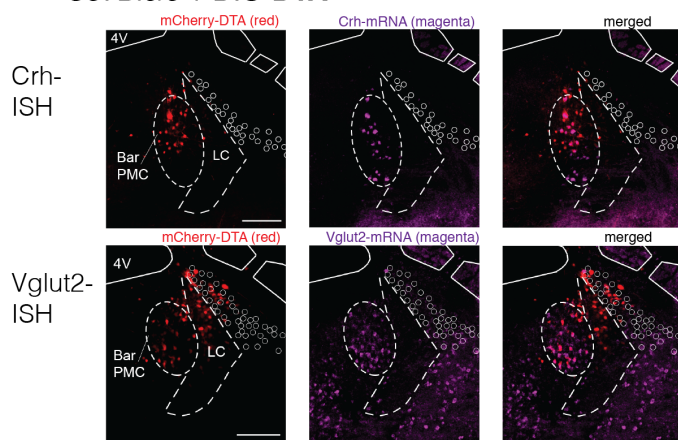 mCherry-DTA (red) Crh-mRNA (magenta) merged
Crh-
ISH
4V
Bar
PMC
LC
mCherry-DTA (red) Vglut2-mRNA (magenta) merged
Vglut2-
ISH
4V
Bar
PMC
LC